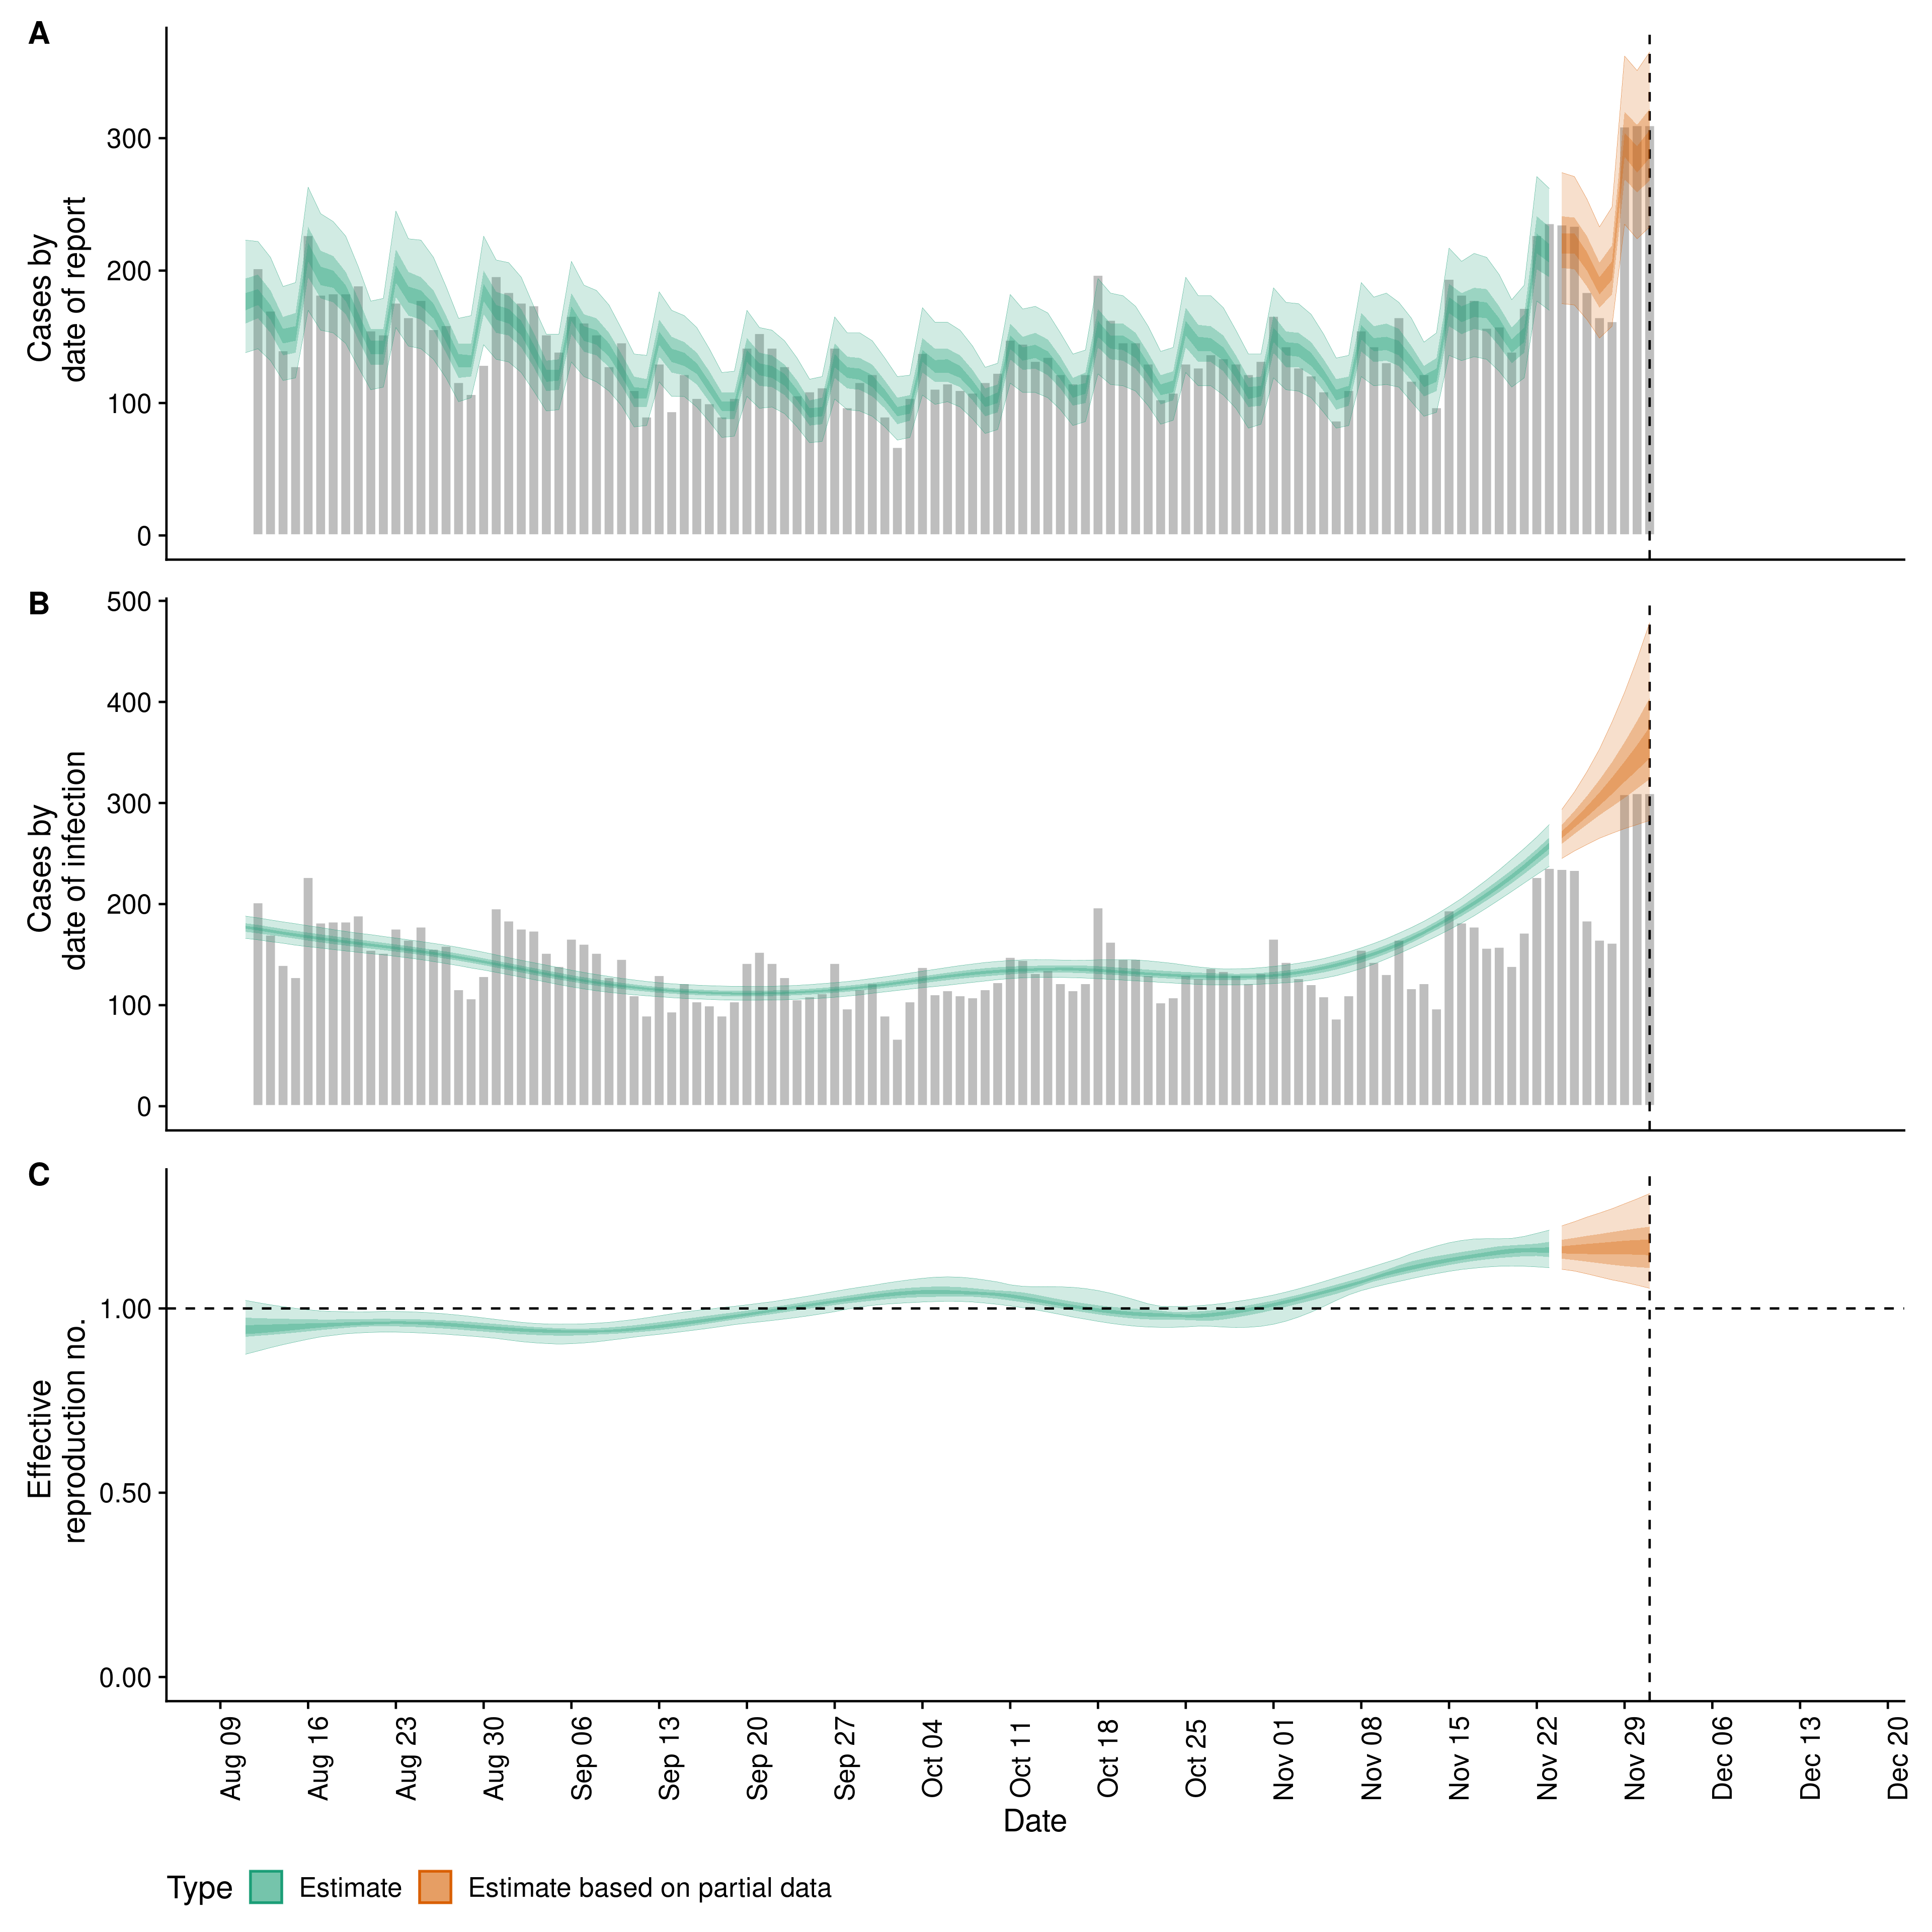 A
Cases by
date of report
300
200
100
0
B
Cases by
date of infection
500
400
300
200
100
0
C
Effective
reproduction no.
1.00
0.50
0.00
Aug 09
Aug 16
Aug 23
Aug 30
Sep 06
Sep 13
Sep 20
Sep 27
Oct 04
Oct 11
Oct 18
Oct 25
Nov 01
Nov 08
Nov 15
Nov 22
Nov 29
Dec 06
Dec 13
Dec 20
Date
Type Estimate Estimate based on partial data